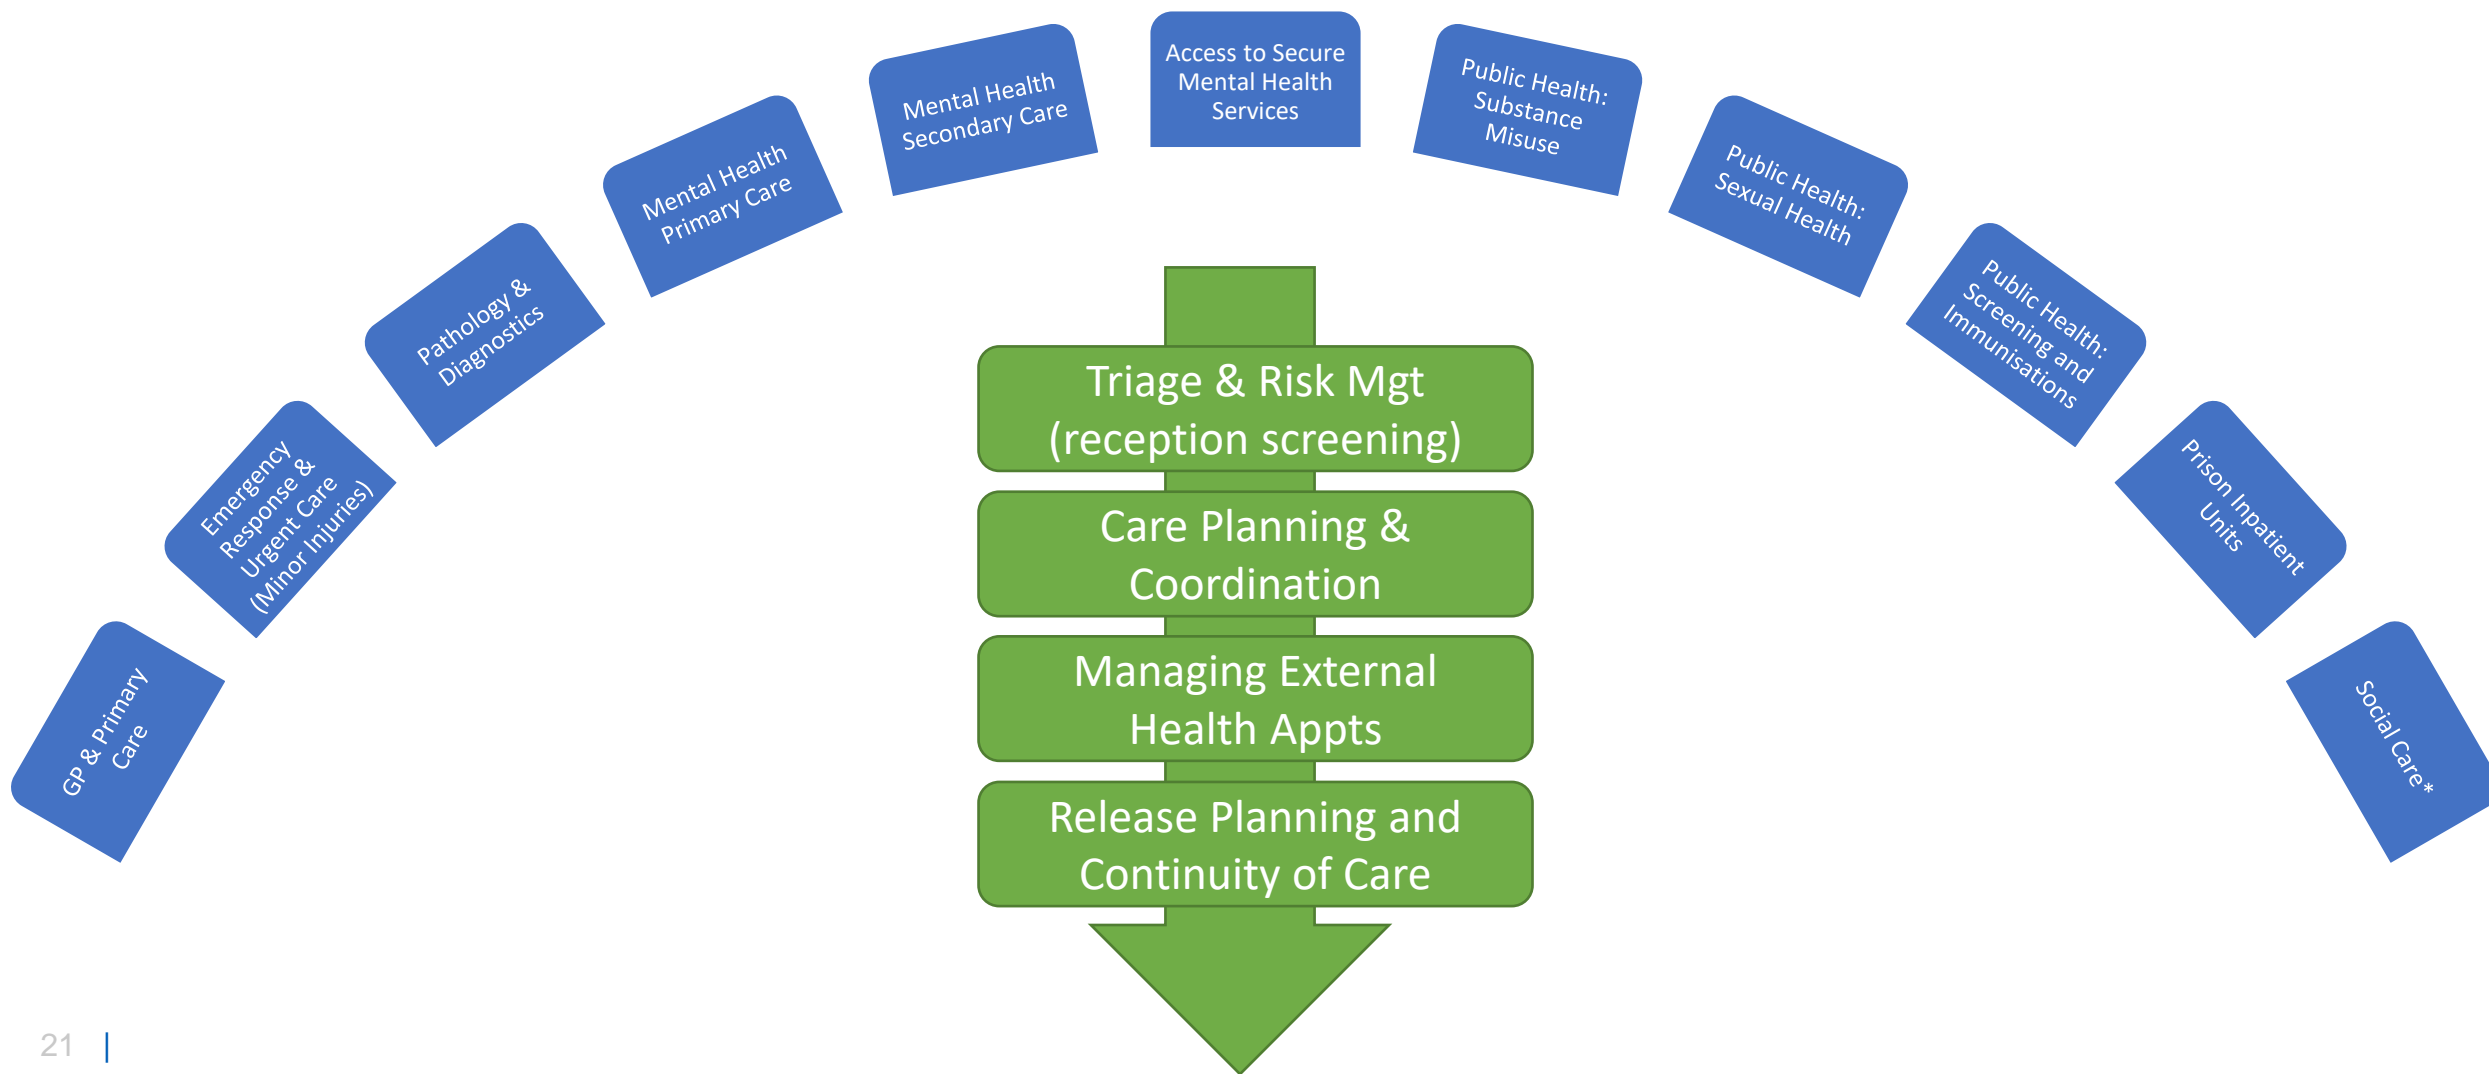 GP & Primary
Care
Emergency
Response &
Urgent Care
(Minor Injuries)
Pathology &
Diagnostics
Mental Health
Primary Care
Mental Health
Secondary Care
Access to Secure
Mental Health
Services
Public Health:
Substance
Misuse
Public Health:
Sexual Health
Public Health:
Screening and
Immunisations
Prison Inpatient
Units
Social Care*
Triage & Risk Mgt
(reception screening)
Care Planning &
Coordination
Managing External
Health Appts
Release Planning and
Continuity of Care
21 |